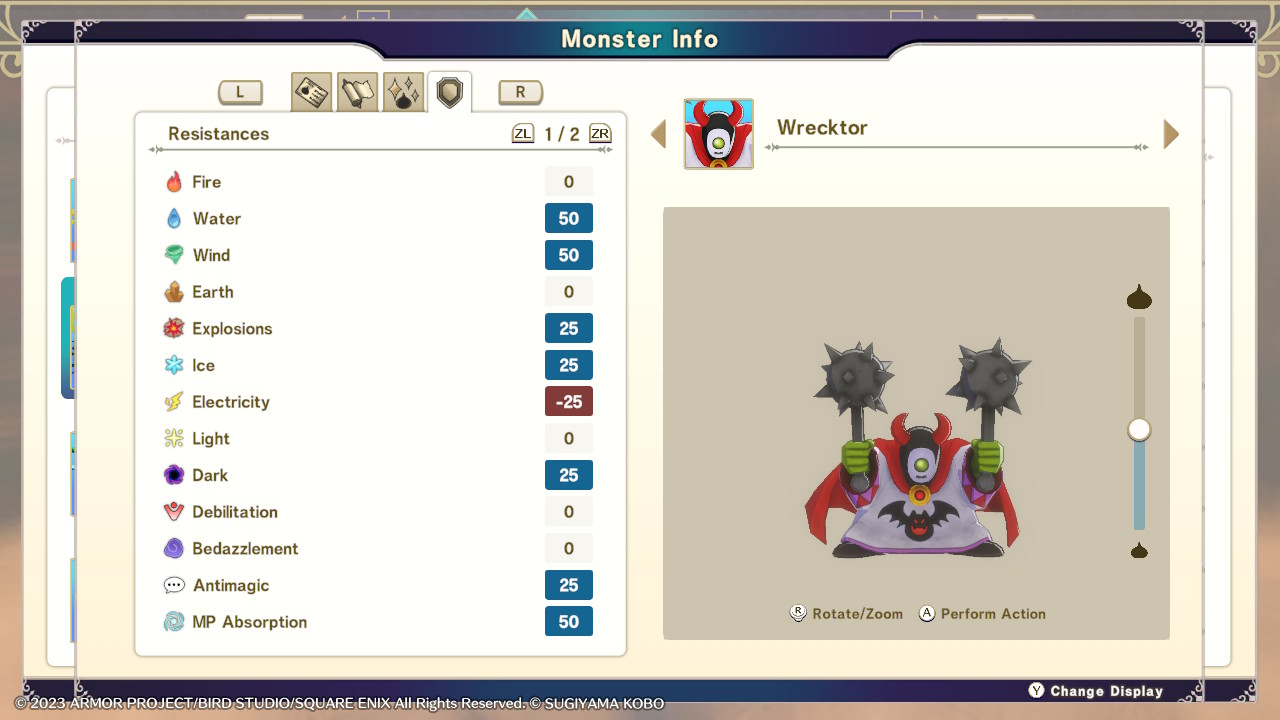 Monster Info
L
R
Resistances
ZL 1 / 2 ZR
Fire 0
Water 50
Wind 50
Earth 0
Explosions 25
Ice 25
Electricity -25
Light 0
Dark 25
Debilitation 0
Bedazzlement 0
Antimagic 25
MP Absorption 50
Wrecktor
R Rotate/Zoom A Perform Action
Y Change Display
© 2023 ARMOR PROJECT/BIRD STUDIO/SQUARE ENIX All Rights Reserved. © SUGIYAMA KOBO